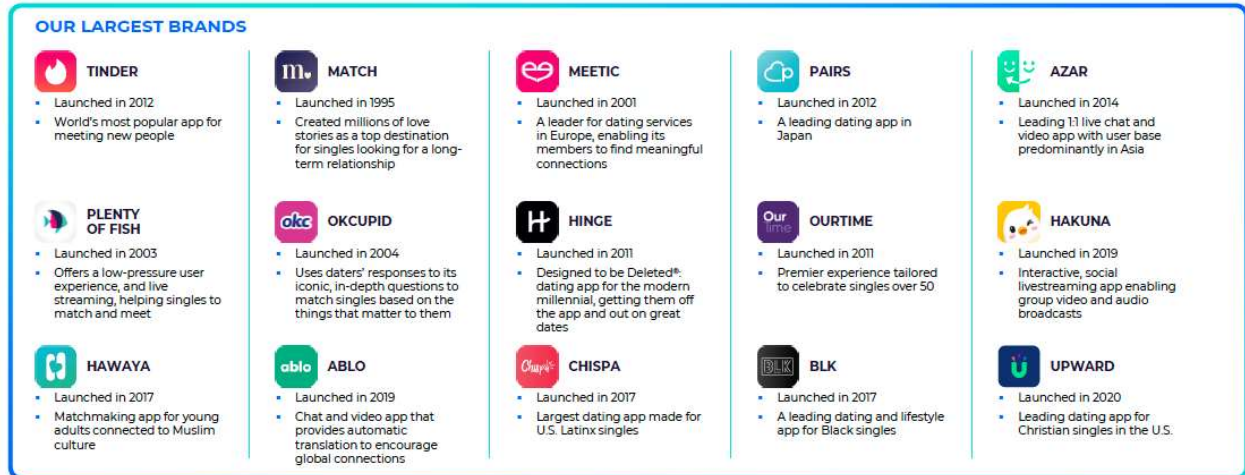 OUR LARGEST BRANDS
TINDER
▪ Launched in 2012
▪ World's most popular app for
meeting new people
m.
MATCH
▪ Launched in 1995
▪ Created millions of love
stories as a top destination
for singles looking for a long-
term relationship
MEETIC
▪ Launched in 2001
▪ A leader for dating services
in Europe, enabling its
members to find meaningful
connections
p
PAIRS
▪ Launched in 2012
▪ A leading dating app in
Japan
AZAR
▪ Launched in 2014
▪ Leading 1:1 live chat and
video app with user base
predominantly in Asia
PLENTY
OF FISH
▪ Launched in 2003
▪ Offers a low-pressure user
experience, and live
streaming, helping singles to
match and meet
okc
OKCUPID
▪ Launched in 2004
▪ Uses daters' responses to its
iconic, in-depth questions to
match singles based on the
things that matter to them
H
HINGE
▪ Launched in 2011
▪ Designed to be Deleted®:
dating app for the modern
millennial, getting them off
the app and out on great
dates
Our
time
OURTIME
▪ Launched in 2011
▪ Premier experience tailored
to celebrate singles over 50
HAKUNA
▪ Launched in 2019
▪ Interactive, social
livestreaming app enabling
group video and audio
broadcasts
HAWAYA
▪ Launched in 2017
▪ Matchmaking app for young
adults connected to Muslim
culture
ablo
ABLO
▪ Launched in 2019
▪ Chat and video app that
provides automatic
translation to encourage
global connections
Chispa
CHISPA
▪ Launched in 2017
▪ Largest dating app made for
U.S. Latinx singles
BLK
BLK
▪ Launched in 2017
▪ A leading dating and lifestyle
app for Black singles
UPWARD
▪ Launched in 2020
▪ Leading dating app for
Christian singles in the U.S.